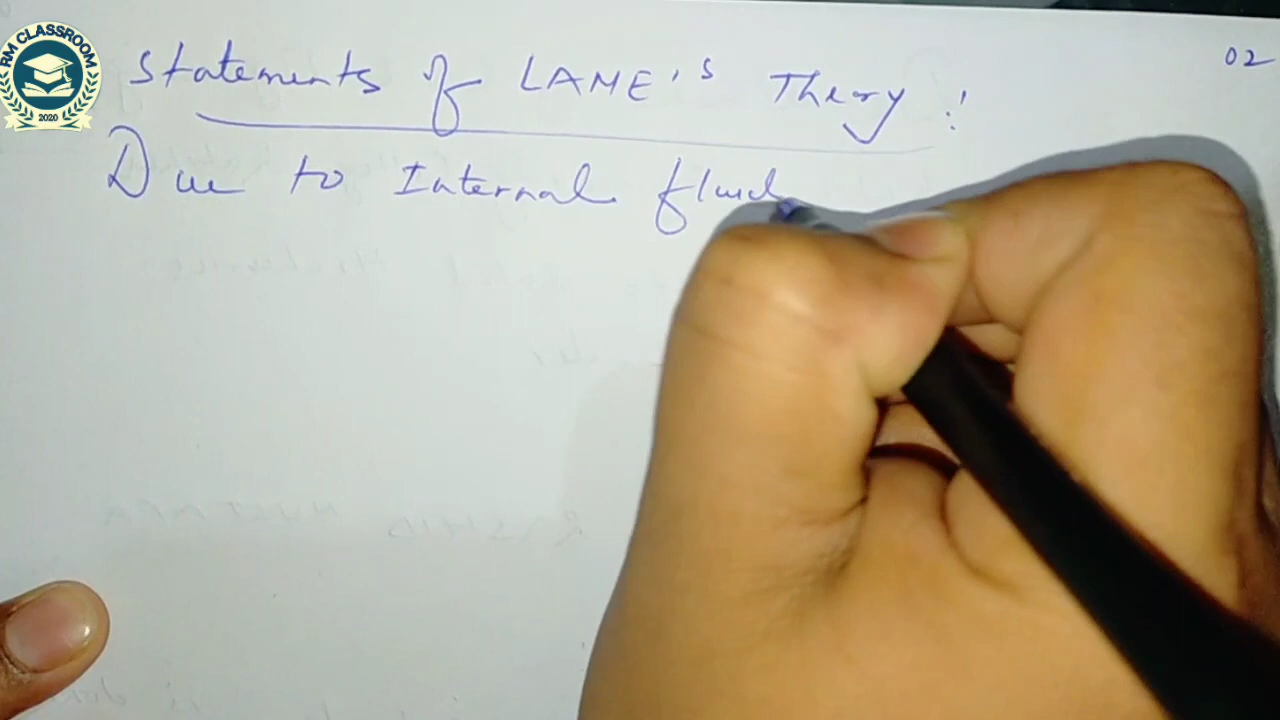 RM CLASSROOM
2020
02
Statements of LAME's Theory :
Due to Internal fluid